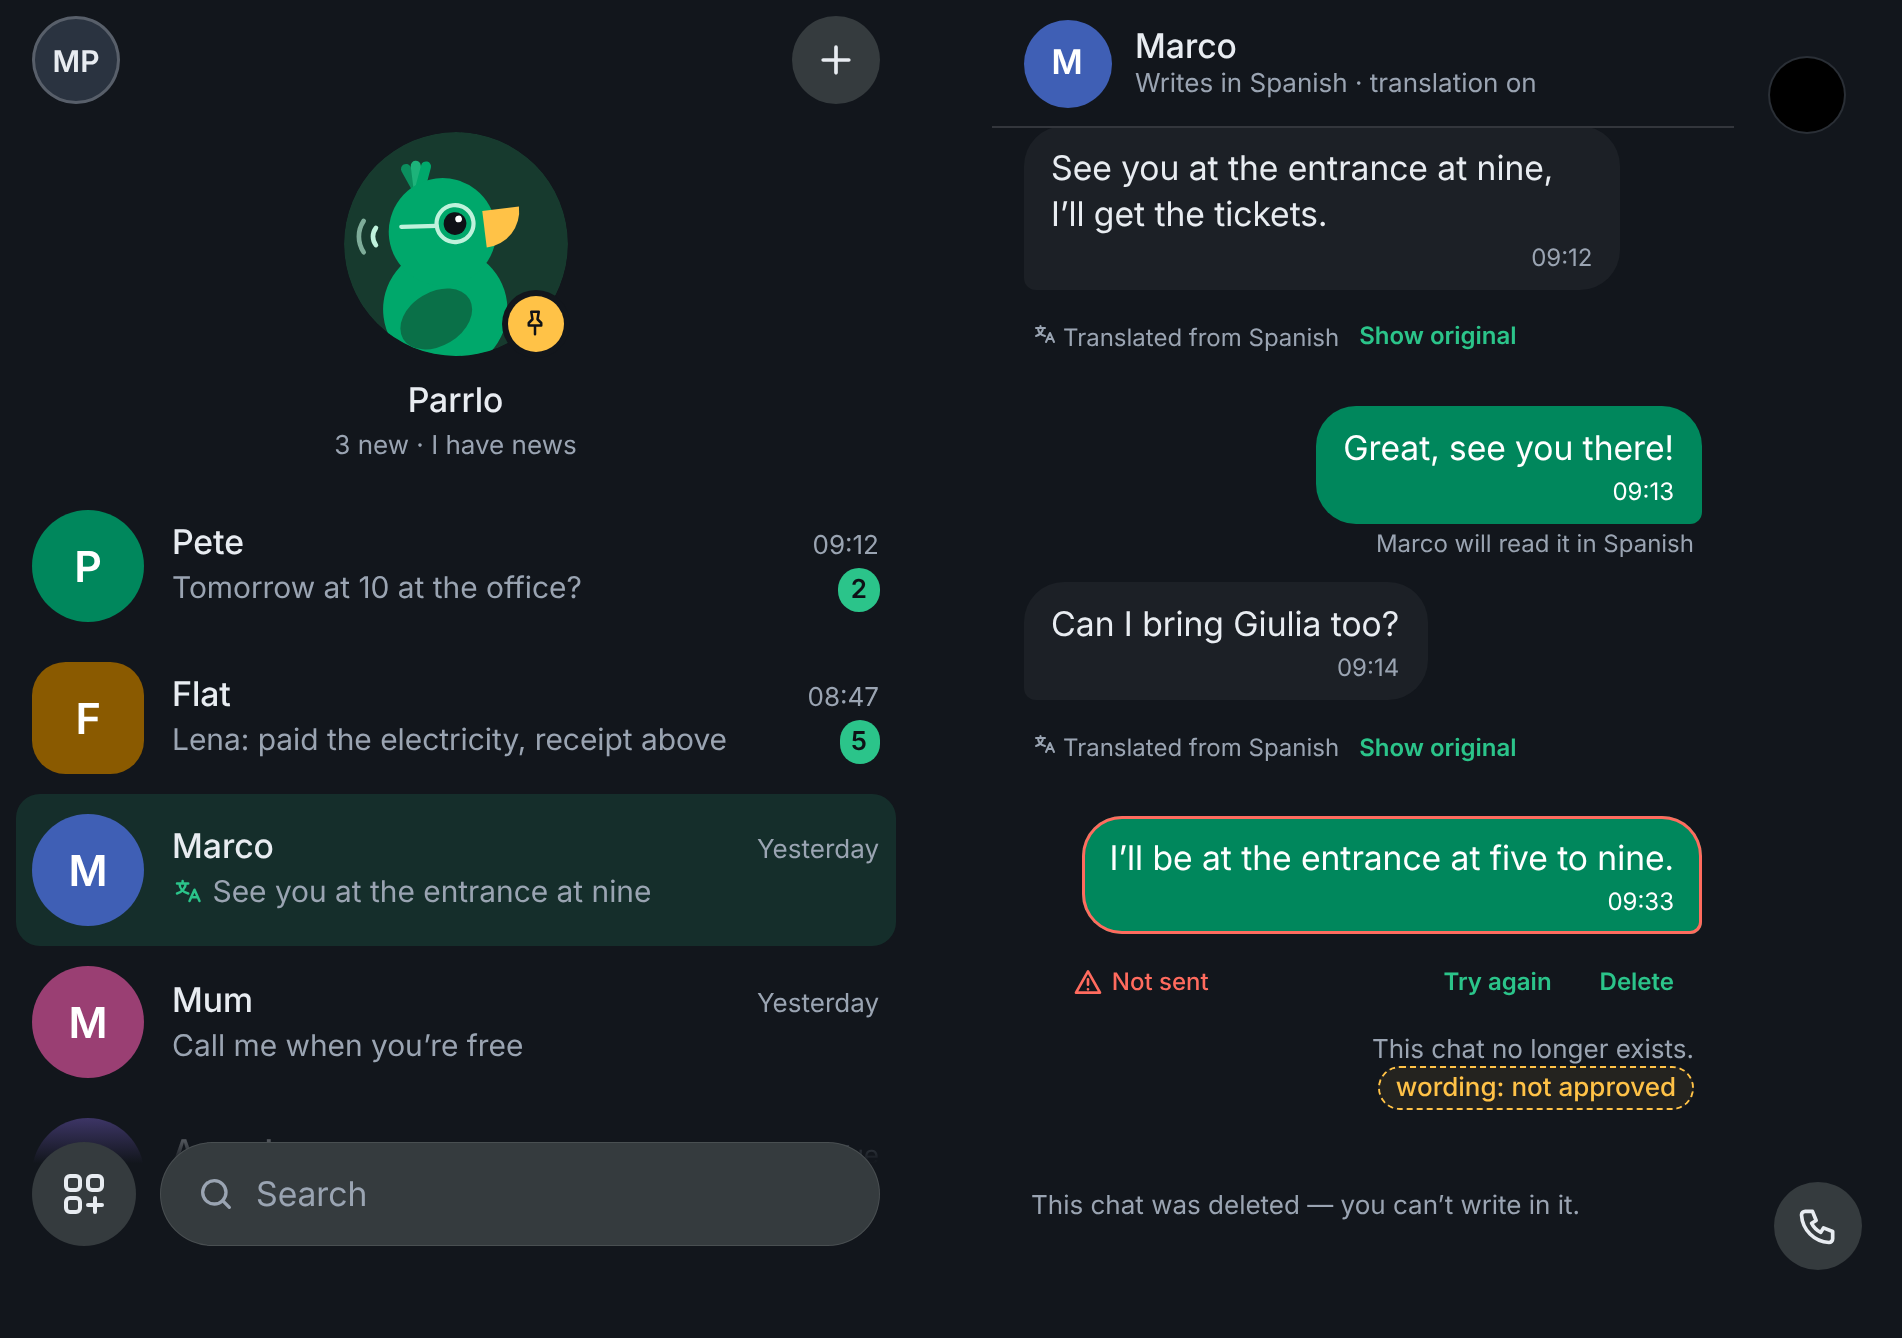 MP
Parrlo
3 new · I have news
P
Pete
09:12
Tomorrow at 10 at the office?
2
F
Flat
08:47
Lena: paid the electricity, receipt above
5
M
Marco
Yesterday
See you at the entrance at nine
M
Mum
Yesterday
Call me when you’re free
Search
M
Marco
Writes in Spanish · translation on
See you at the entrance at nine,
I’ll get the tickets.
09:12
Translated from Spanish Show original
Great, see you there!
09:13
Marco will read it in Spanish
Can I bring Giulia too?
09:14
Translated from Spanish Show original
I’ll be at the entrance at five to nine.
09:33
Not sent Try again Delete
This chat no longer exists.
wording: not approved
This chat was deleted — you can’t write in it.